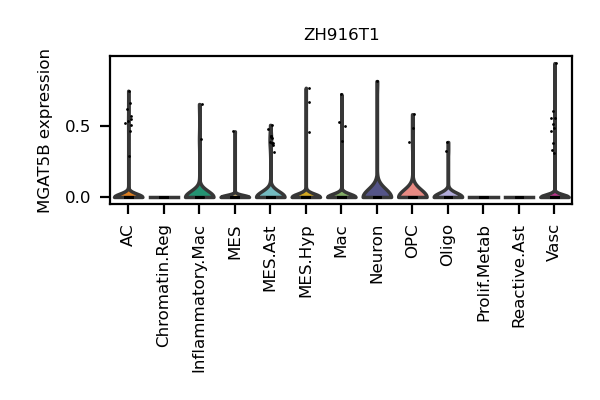 ZH916T1
MGAT5B expression
0.5
0.0
AC
Chromatin.Reg
Inflammatory.Mac
MES
MES.Ast
MES.Hyp
Mac
Neuron
OPC
Oligo
Prolif.Metab
Reactive.Ast
Vasc